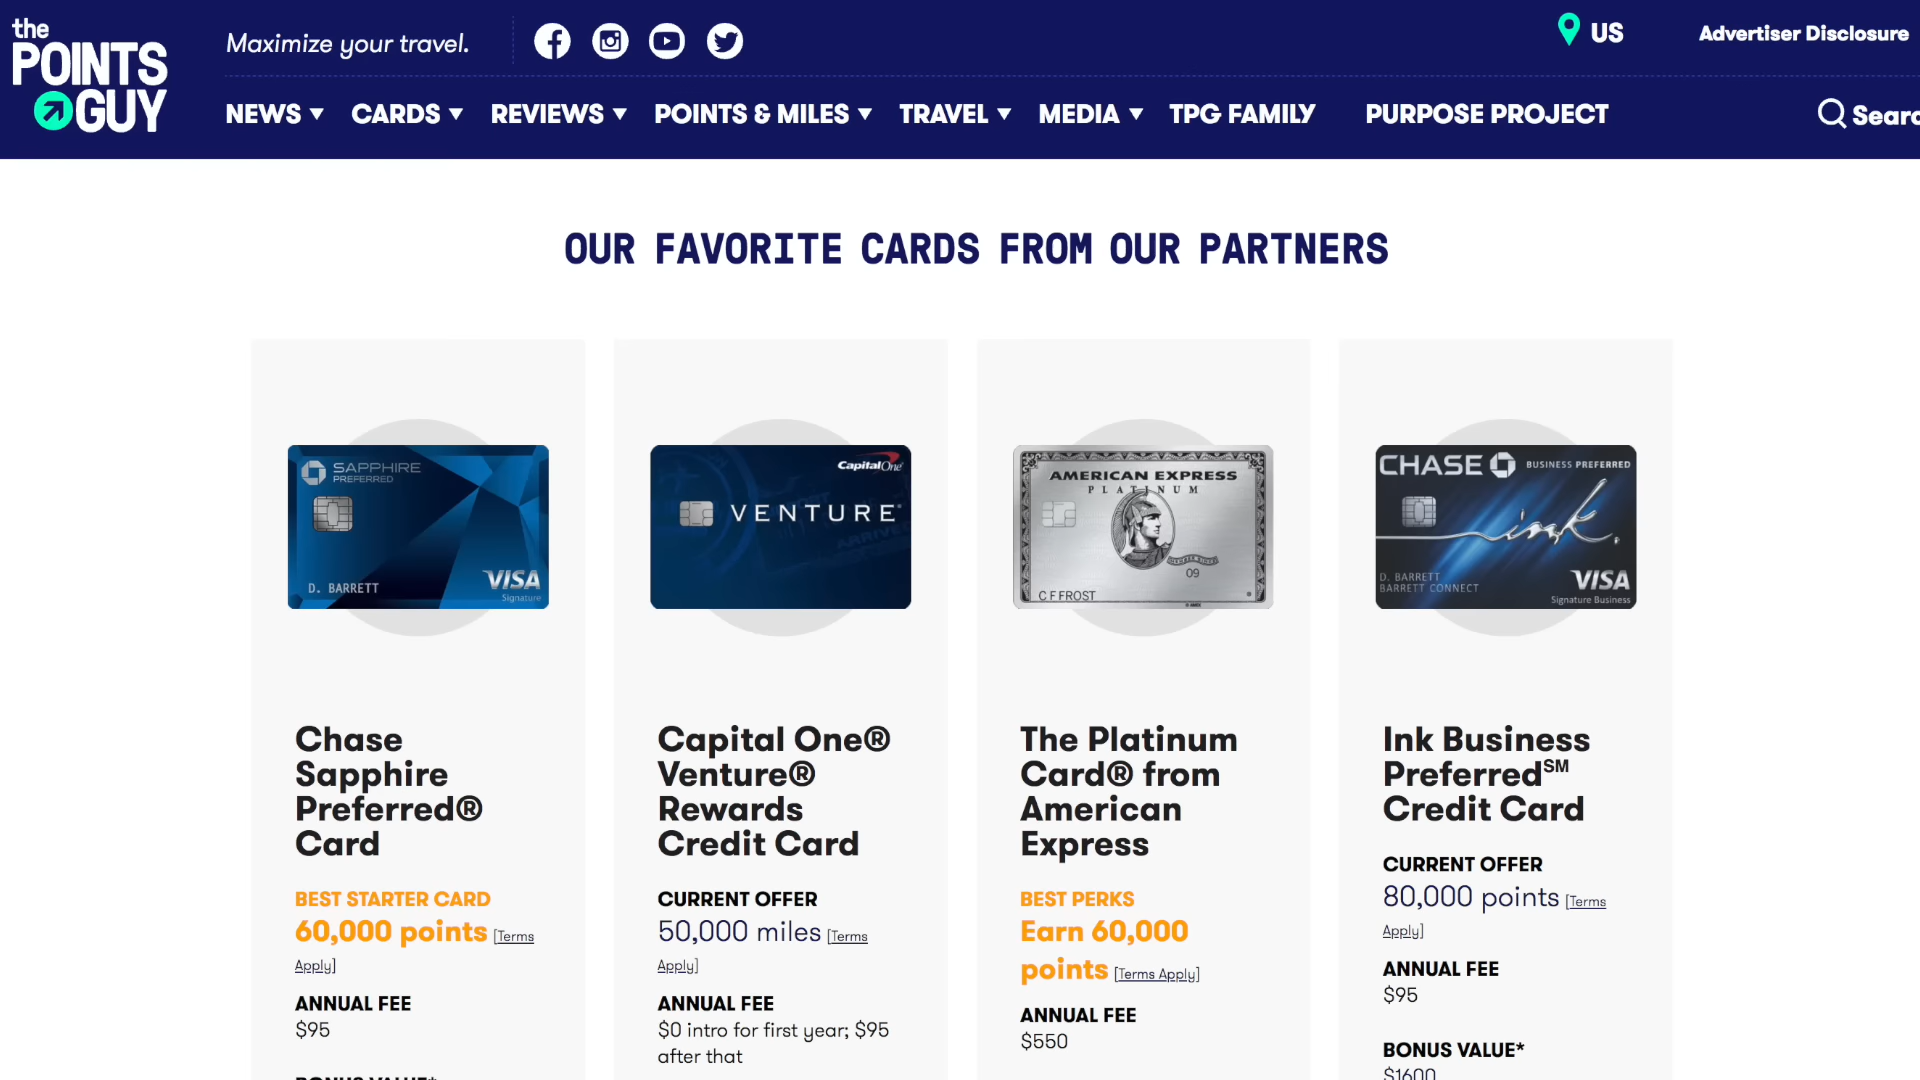 the
POINTS
GUY
Maximize your travel.
US
Advertiser Disclosure
NEWS
CARDS
REVIEWS
POINTS & MILES
TRAVEL
MEDIA
TPG FAMILY
PURPOSE PROJECT
Searc
OUR FAVORITE CARDS FROM OUR PARTNERS
SAPPHIRE
PREFERRED
D. BARRETT
VISA
Signature
Chase
Sapphire
Preferred®
Card
BEST STARTER CARD
60,000 points [Terms
Apply]
ANNUAL FEE
$95
BONUS VALUE*
CapitalOne®
VENTURE®
Capital One®
Venture®
Rewards
Credit Card
CURRENT OFFER
50,000 miles [Terms
Apply]
ANNUAL FEE
$0 intro for first year; $95
after that
AMERICAN EXPRESS
PLATINUM
09
C F FROST
The Platinum
Card® from
American
Express
BEST PERKS
Earn 60,000
points [Terms Apply]
ANNUAL FEE
$550
CHASE
BUSINESS PREFERRED
ink.
D. BARRETT
BARRETT CONNECT
VISA
Signature Business
Ink Business
Preferred℠
Credit Card
CURRENT OFFER
80,000 points [Terms
Apply]
ANNUAL FEE
$95
BONUS VALUE*
$1600